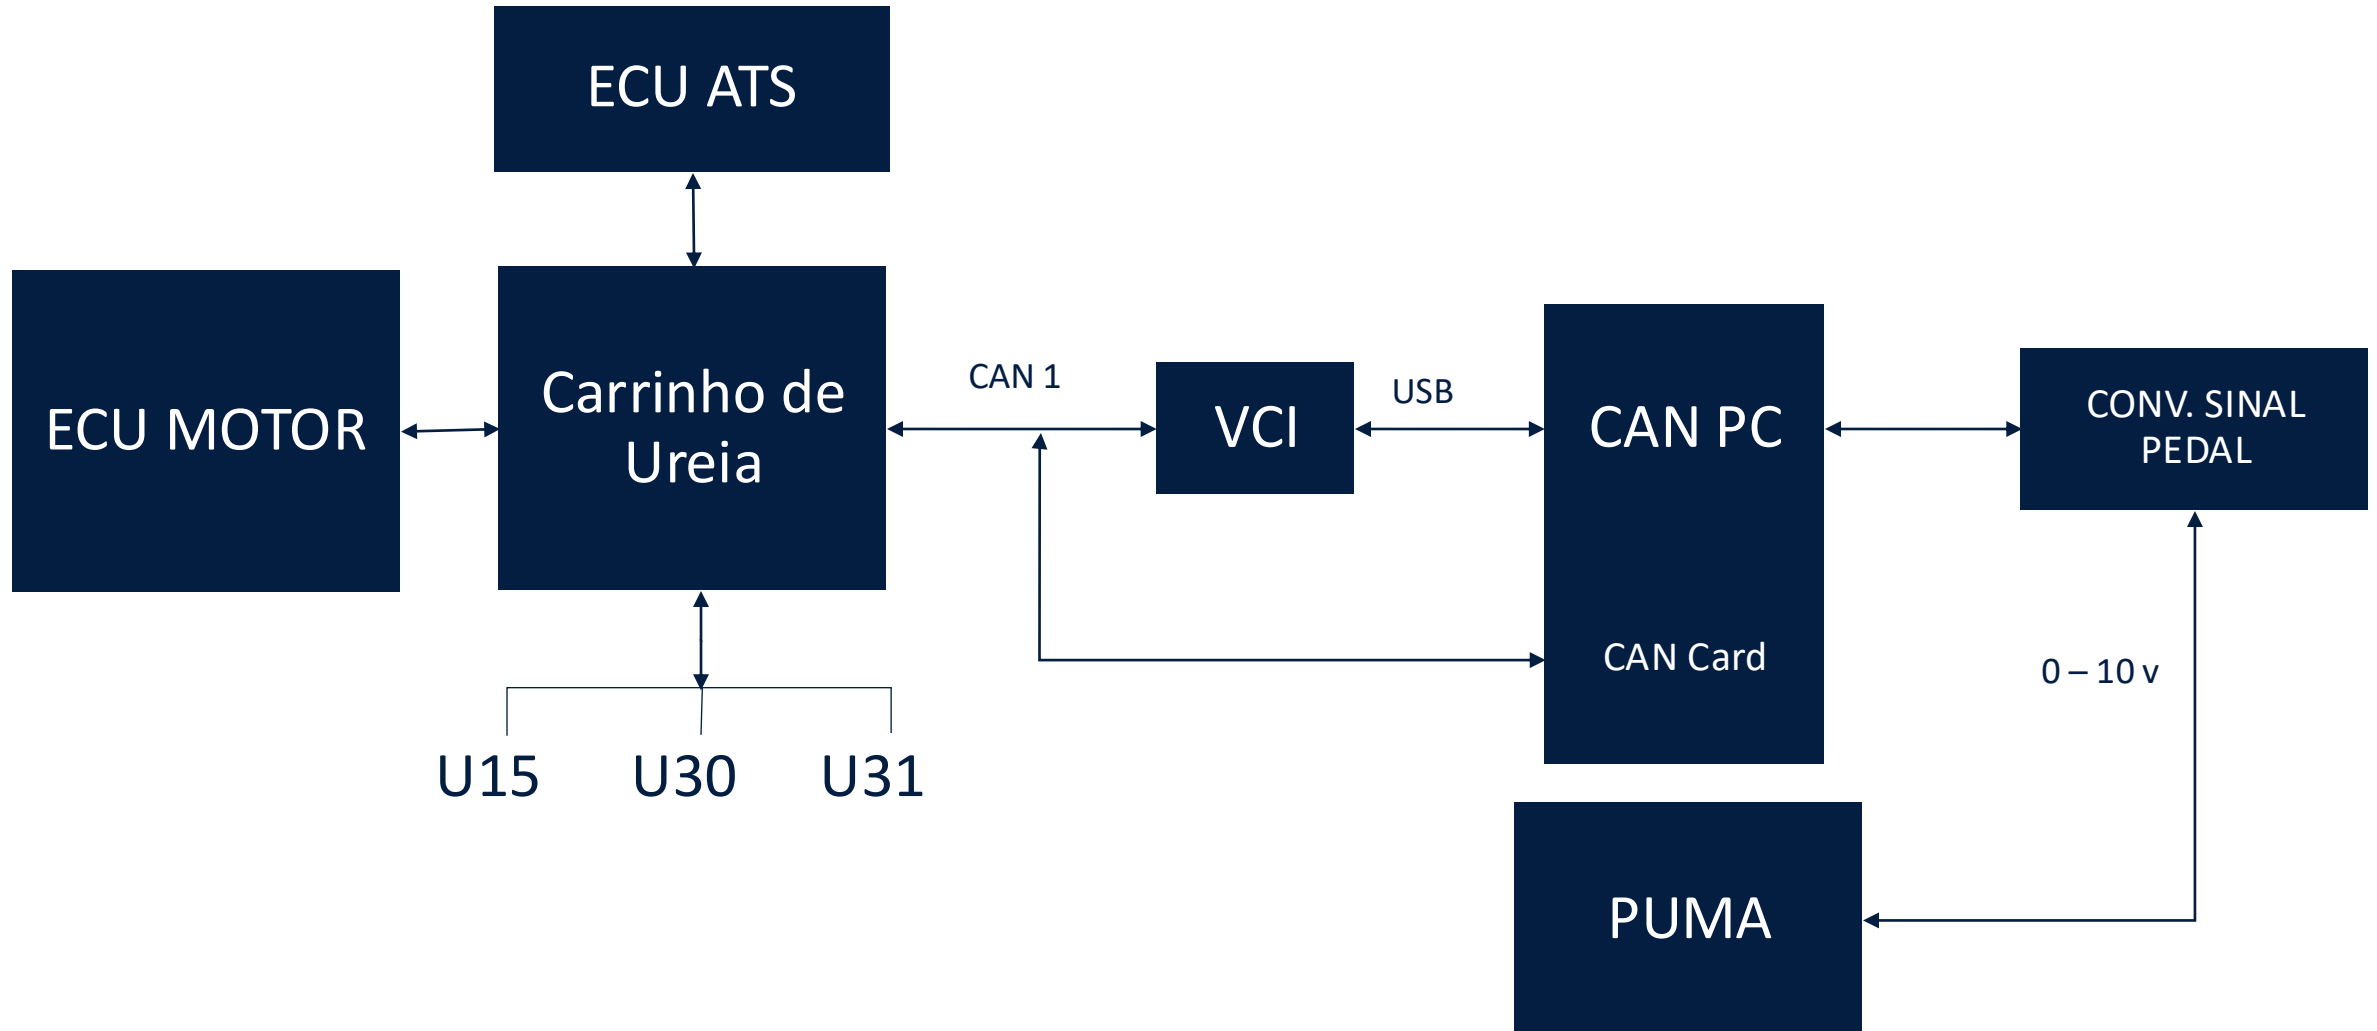 ECU ATS
ECU MOTOR
Carrinho de
Ureia
CAN 1
VCI
USB
CAN PC
CAN Card
CONV. SINAL
PEDAL
0 – 10 v
U15
U30
U31
PUMA